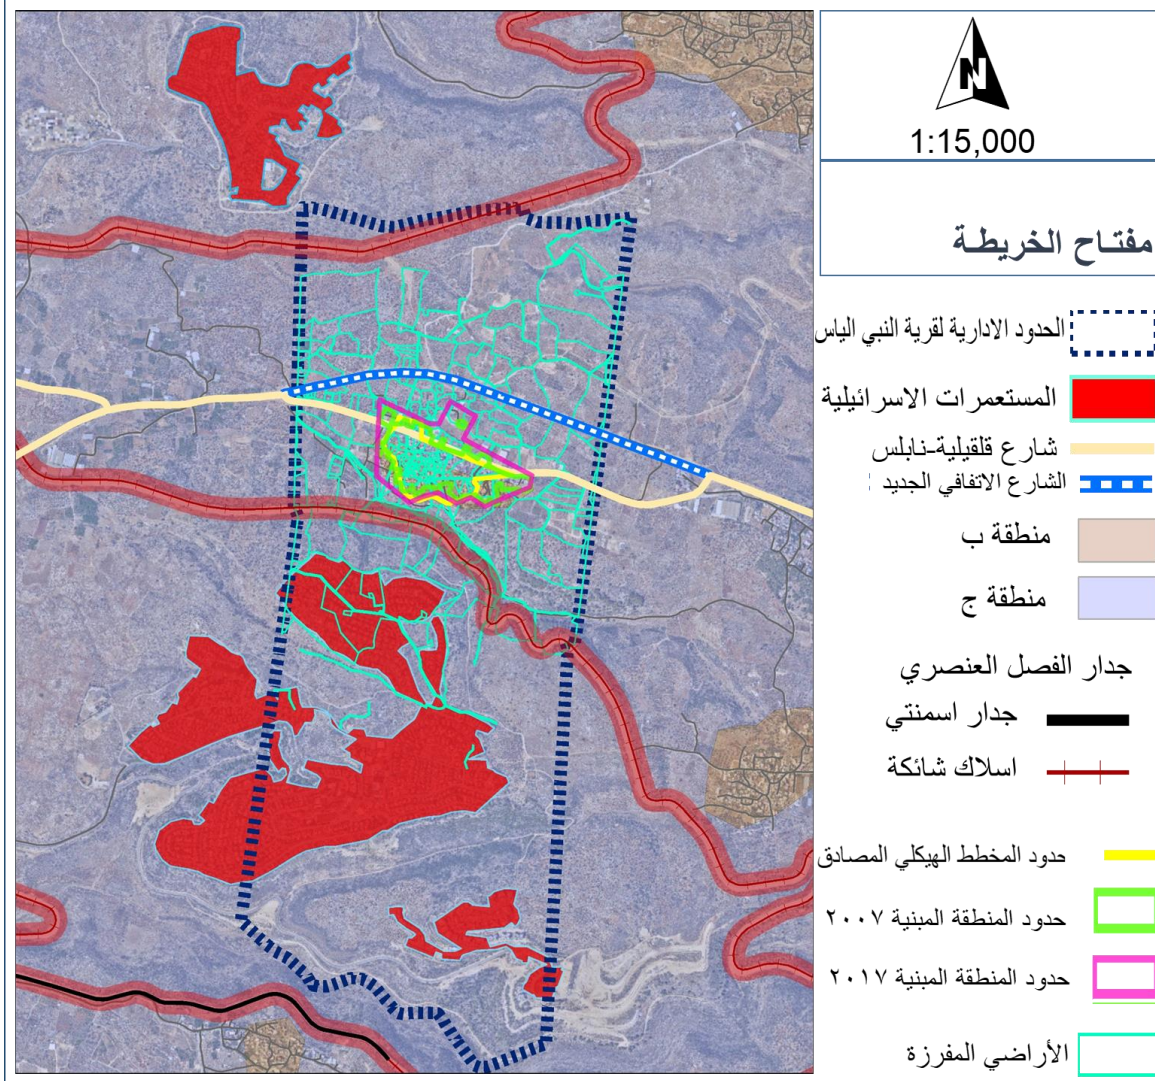 N
1:15,000
مفتاح الخريطة
الحدود الادارية لقرية النبي الياس
المستعمرات الاسرائيلية
شارع قلقيلية-نابلس
الشارع الاتفافي الجديد :
منطقة ب
منطقة ج
جدار الفصل العنصري
جدار اسمنتي
اسلاك شائكة
حدود المخطط الهيكلي المصادق
حدود المنطقة المبنية ٢٠٠٧
حدود المنطقة المبنية ٢٠١٧
الأراضي المفرزة